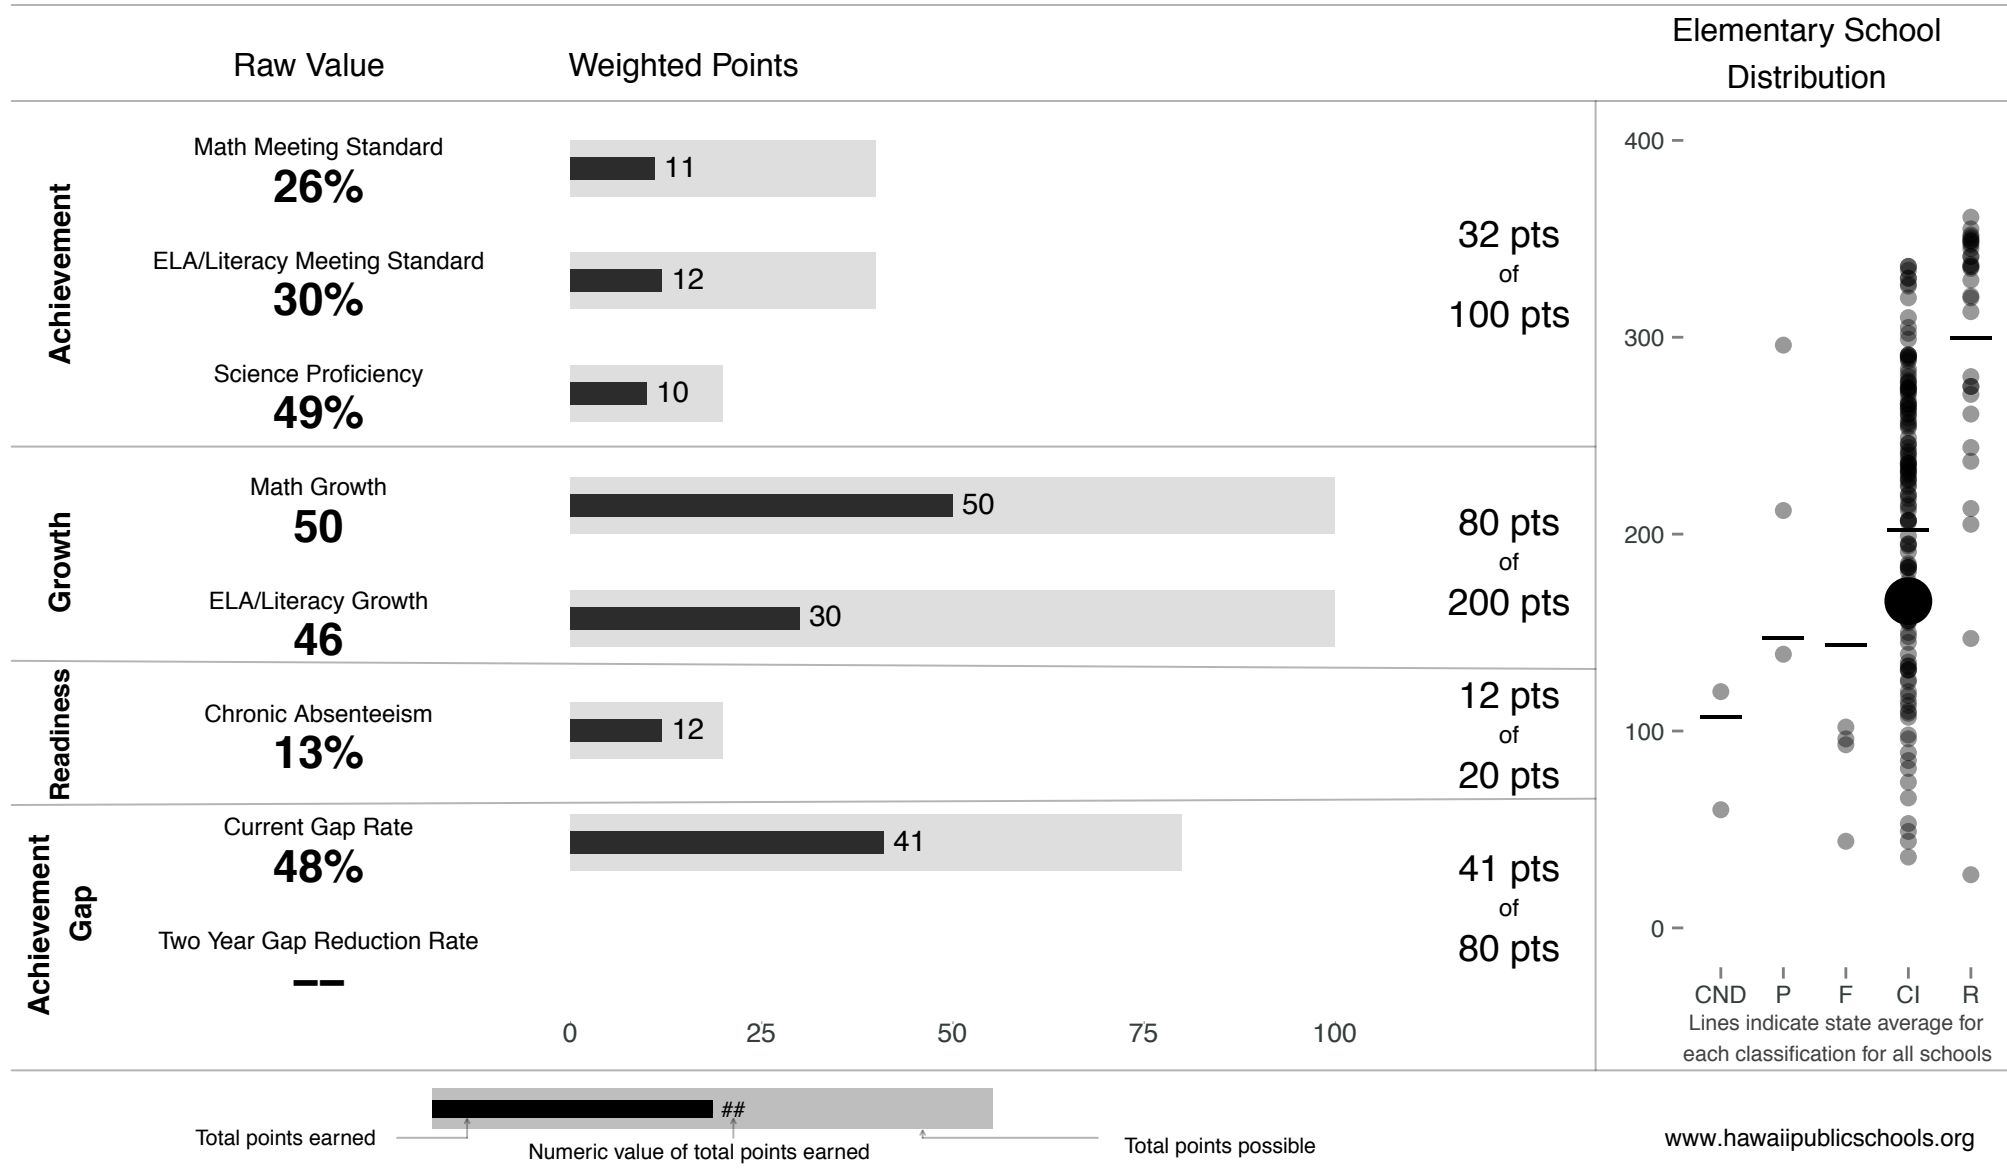 Raw Value
Weighted Points
Elementary School
Distribution
Achievement
Math Meeting Standard
26%
11
ELA/Literacy Meeting Standard
30%
12
Science Proficiency
49%
10
32 pts
of
100 pts
Growth
Math Growth
50
50
ELA/Literacy Growth
46
30
80 pts
of
200 pts
Readiness
Chronic Absenteeism
13%
12
12 pts
of
20 pts
Achievement
Gap
Current Gap Rate
48%
41
Two Year Gap Reduction Rate
––
41 pts
of
80 pts
0 25 50 75 100
400
300
200
100
0
CND P F CI R
Lines indicate state average for
each classification for all schools
##
Total points earned
Numeric value of total points earned
Total points possible
www.hawaiipublicschools.org